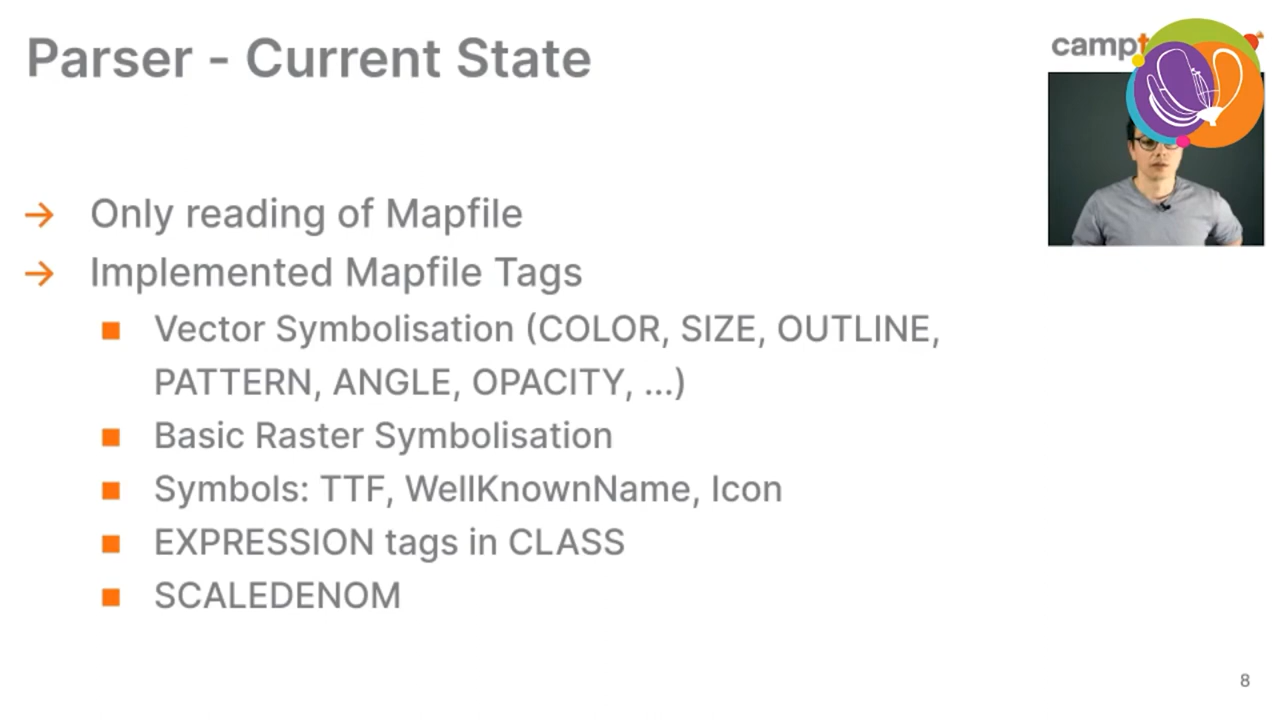 Parser - Current State
camp
→ Only reading of Mapfile
→ Implemented Mapfile Tags
■ Vector Symbolisation (COLOR, SIZE, OUTLINE,
PATTERN, ANGLE, OPACITY, ...)
■ Basic Raster Symbolisation
■ Symbols: TTF, WellKnownName, Icon
■ EXPRESSION tags in CLASS
■ SCALEDENOM
8